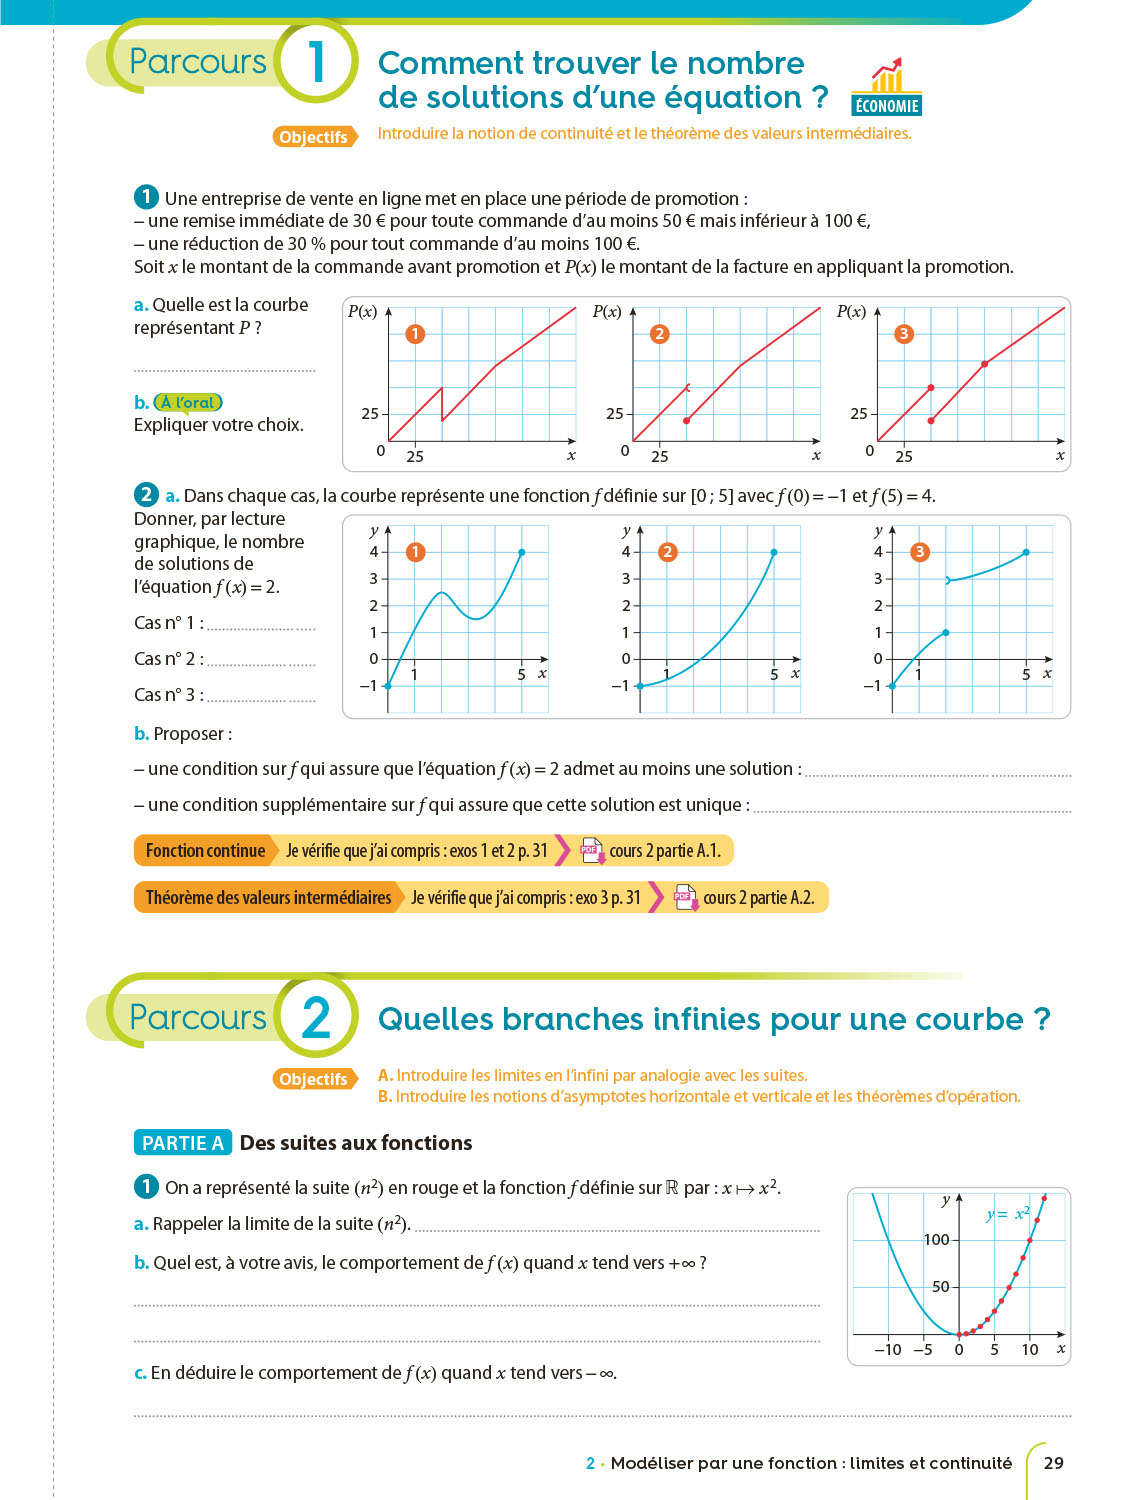 Parcours 1
Comment trouver le nombre
de solutions d'une équation ?
ÉCONOMIE
Objectifs
Introduire la notion de continuité et le théorème des valeurs intermédiaires.
1 Une entreprise de vente en ligne met en place une période de promotion :
– une remise immédiate de 30 € pour toute commande d'au moins 50 € mais inférieur à 100 €,
– une réduction de 30 % pour tout commande d'au moins 100 €.
Soit x le montant de la commande avant promotion et P(x) le montant de la facture en appliquant la promotion.
a. Quelle est la courbe
représentant P ?
b. À l'oral
Expliquer votre choix.
P(x)
1
25
0
25
x
P(x)
2
25
0
25
x
P(x)
3
25
0
25
x
2 a. Dans chaque cas, la courbe représente une fonction f définie sur [0 ; 5] avec f(0) = −1 et f(5) = 4.
Donner, par lecture
graphique, le nombre
de solutions de
l'équation f(x) = 2.
Cas n° 1 :
Cas n° 2 :
Cas n° 3 :
y
4
3
2
1
0
−1
1
1
5
x
y
4
3
2
1
0
−1
2
1
5
x
y
4
3
2
1
0
−1
3
1
5
x
b. Proposer :
– une condition sur f qui assure que l'équation f(x) = 2 admet au moins une solution :
– une condition supplémentaire sur f qui assure que cette solution est unique :
Fonction continue Je vérifie que j'ai compris : exos 1 et 2 p. 31 PDF cours 2 partie A.1.
Théorème des valeurs intermédiaires Je vérifie que j'ai compris : exo 3 p. 31 PDF cours 2 partie A.2.
Parcours 2
Quelles branches infinies pour une courbe ?
Objectifs
A. Introduire les limites en l'infini par analogie avec les suites.
B. Introduire les notions d'asymptotes horizontale et verticale et les théorèmes d'opération.
PARTIE A Des suites aux fonctions
1 On a représenté la suite (n²) en rouge et la fonction f définie sur ℝ par : x ↦ x².
a. Rappeler la limite de la suite (n²).
b. Quel est, à votre avis, le comportement de f(x) quand x tend vers +∞ ?
c. En déduire le comportement de f(x) quand x tend vers – ∞.
y
y = x²
100
50
−10 −5 0 5 10 x
2 • Modéliser par une fonction : limites et continuité 29